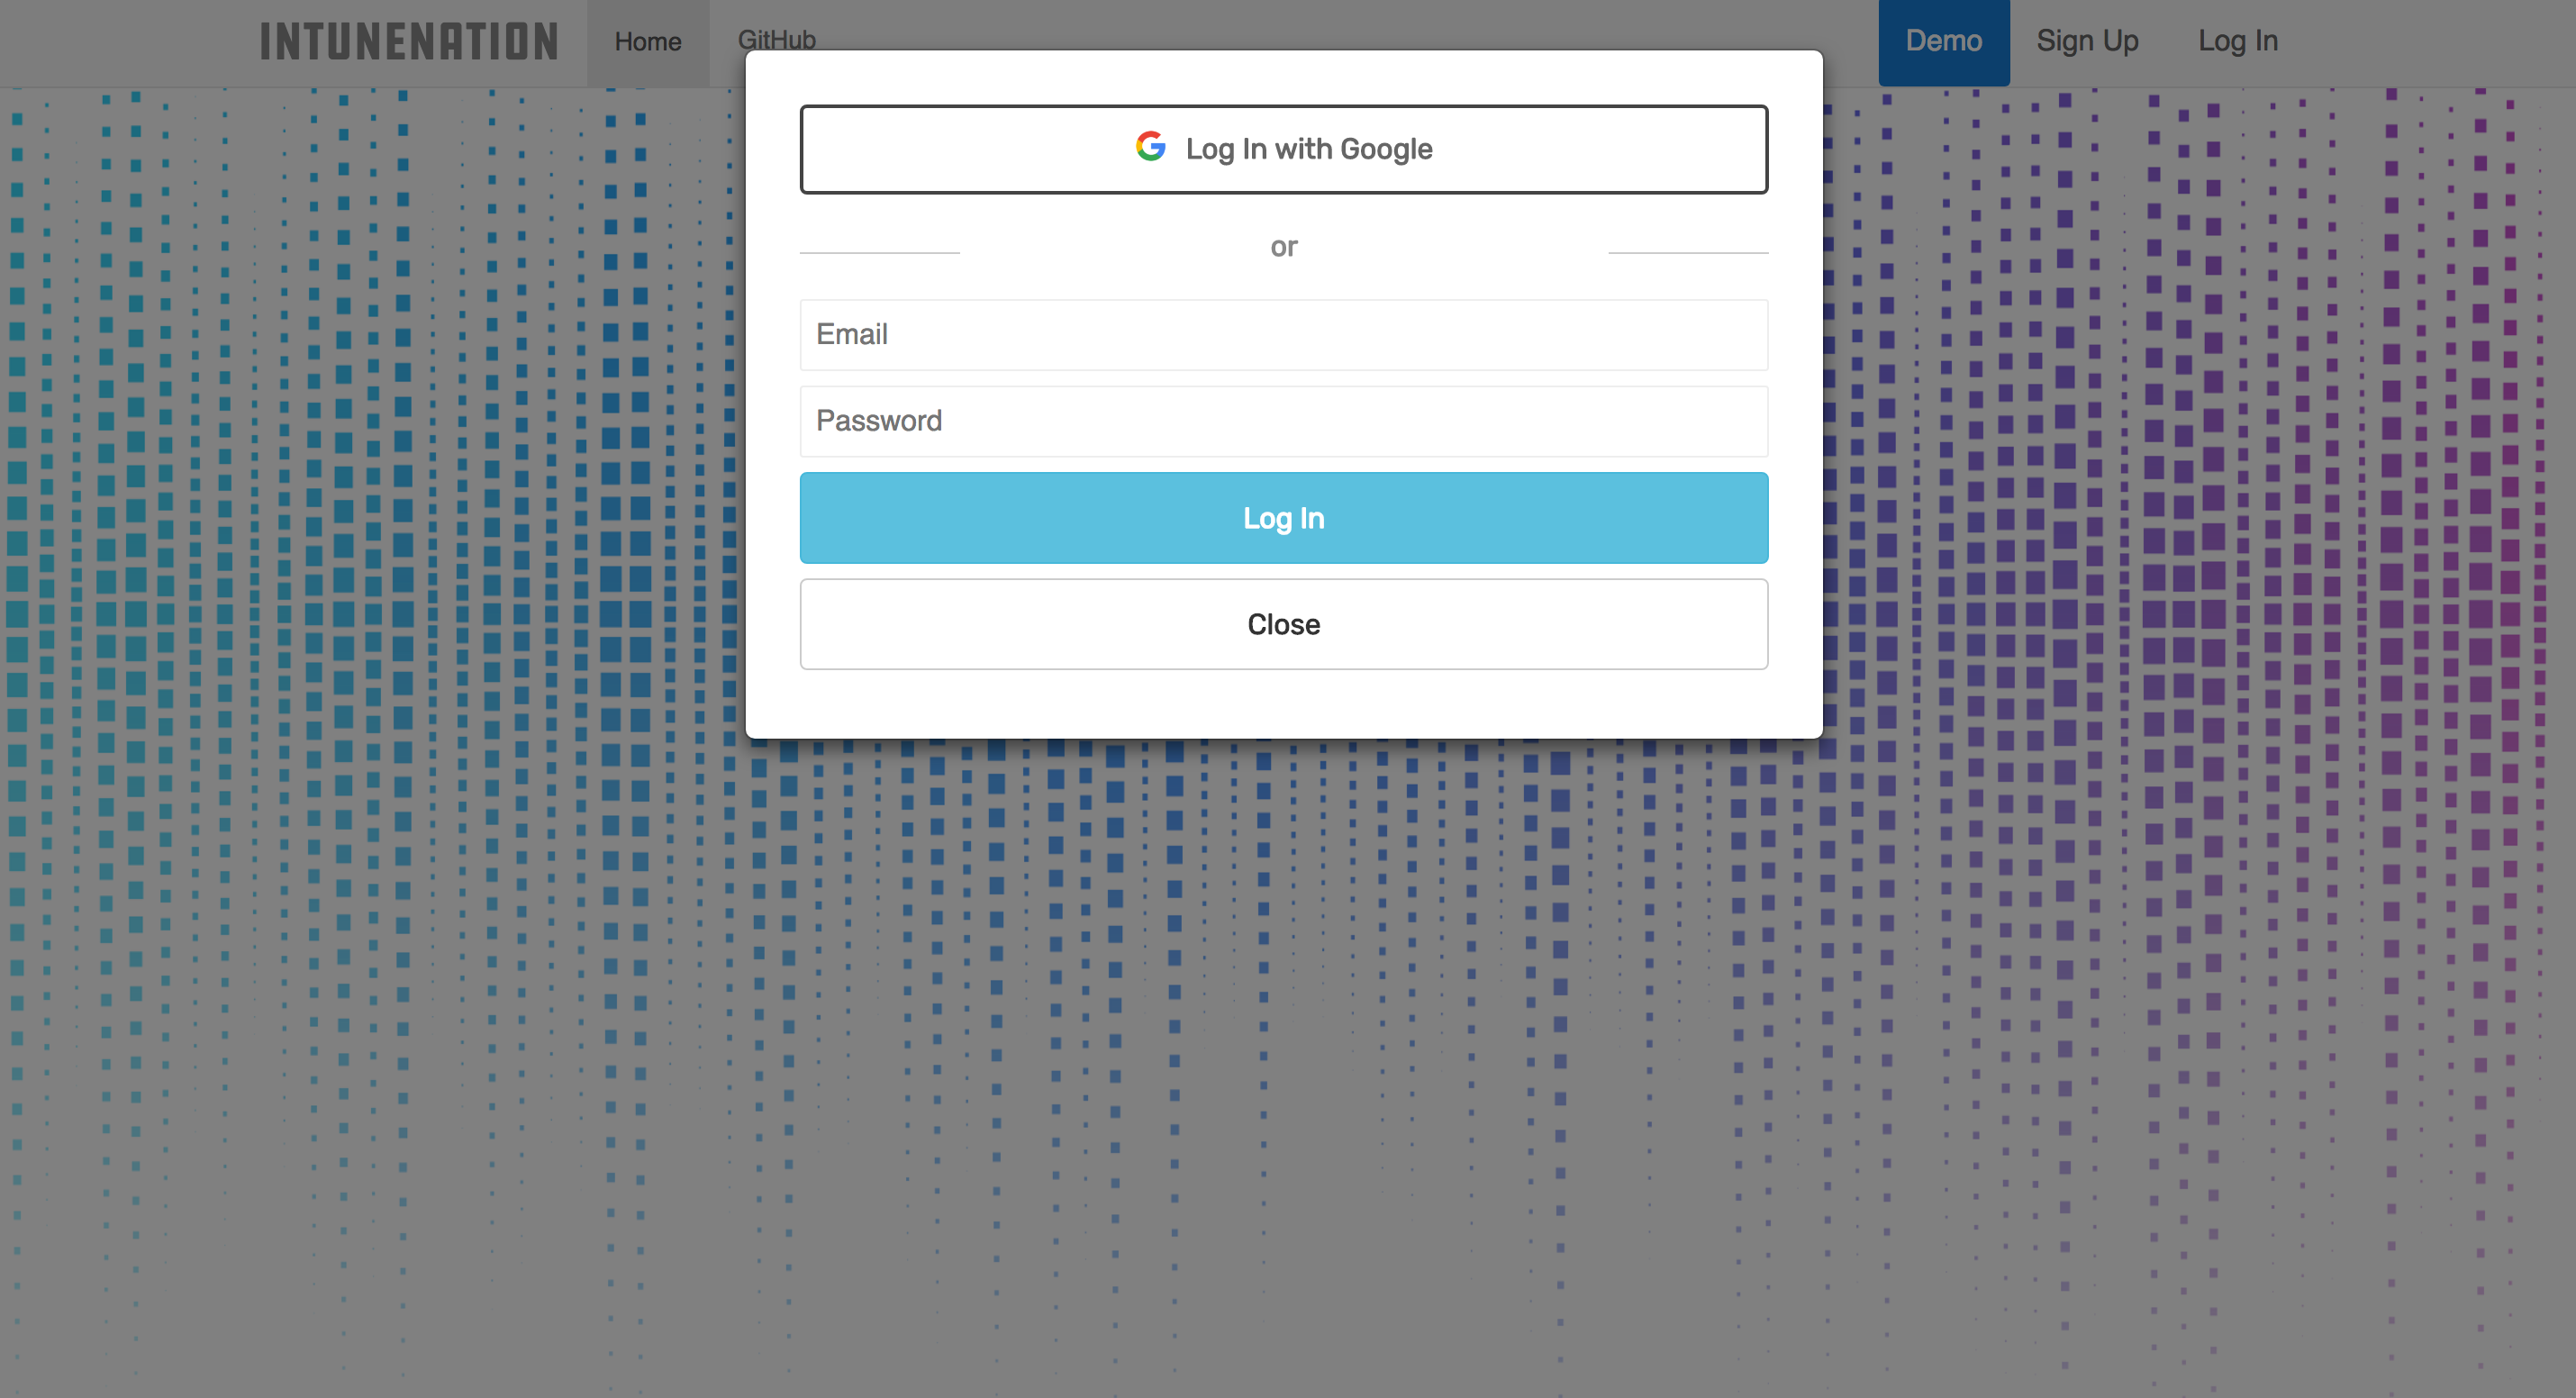 INTUNENATION Home GitHub Demo Sign Up Log In
Log In with Google
or
Email
Password
Log In
Close